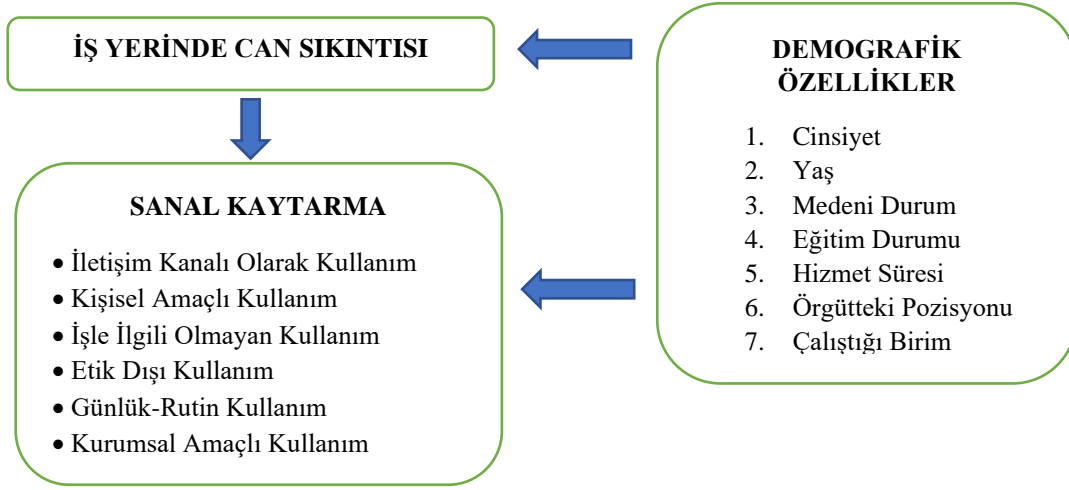 İŞ YERİNDE CAN SIKINTISI
SANAL KAYTARMA
• İletişim Kanalı Olarak Kullanım
• Kişisel Amaçlı Kullanım
• İşle İlgili Olmayan Kullanım
• Etik Dışı Kullanım
• Günlük-Rutin Kullanım
• Kurumsal Amaçlı Kullanım
DEMOGRAFİK
ÖZELLİKLER
1. Cinsiyet
2. Yaş
3. Medeni Durum
4. Eğitim Durumu
5. Hizmet Süresi
6. Örgütteki Pozisyonu
7. Çalıştığı Birim